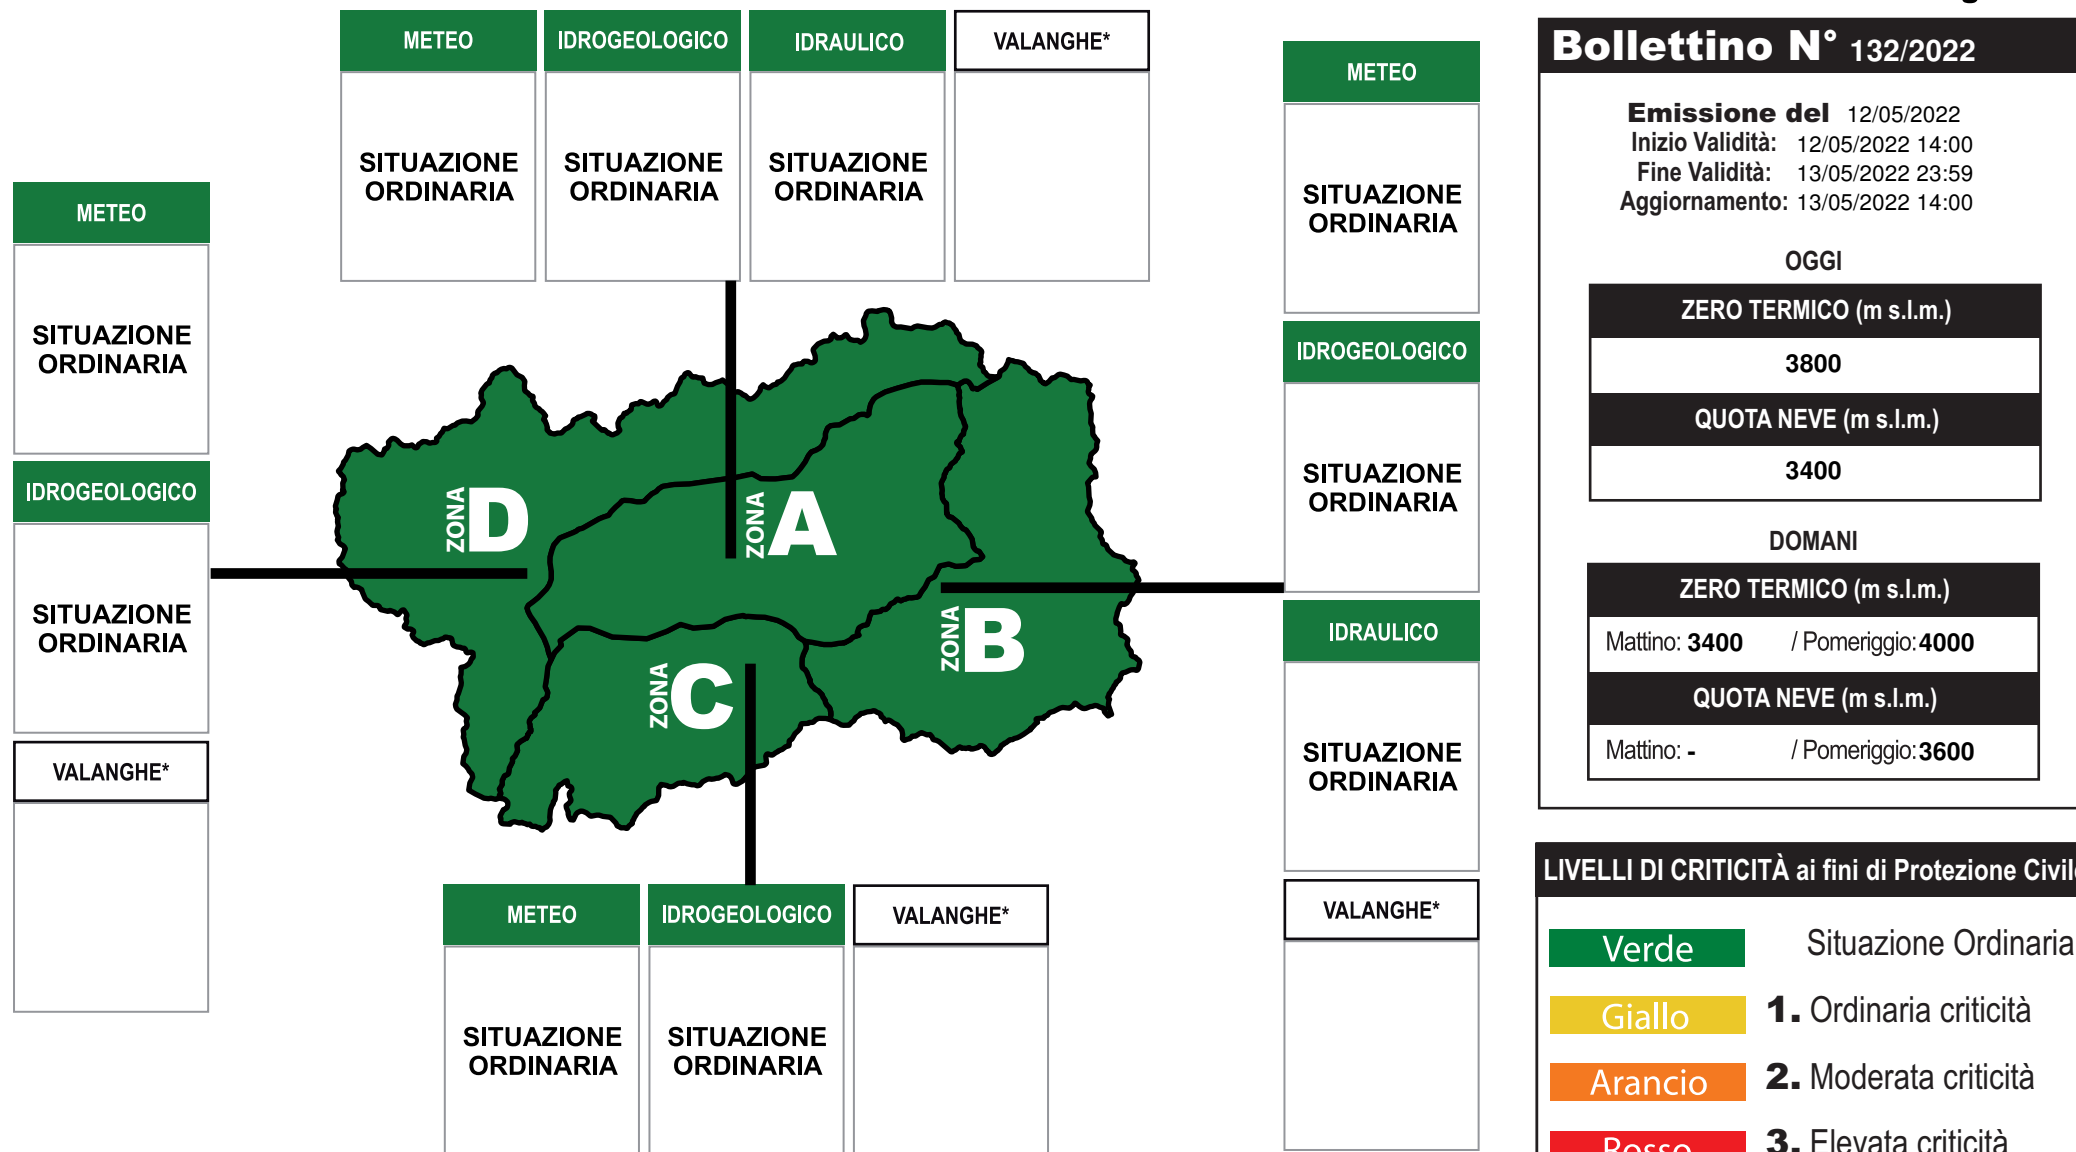 METEO IDROGEOLOGICO IDRAULICO VALANGHE*
SITUAZIONE ORDINARIA SITUAZIONE ORDINARIA SITUAZIONE ORDINARIA
METEO
SITUAZIONE
ORDINARIA
IDROGEOLOGICO
SITUAZIONE
ORDINARIA
VALANGHE*
ZONA D
ZONA A
ZONA B
ZONA C
METEO
SITUAZIONE
ORDINARIA
IDROGEOLOGICO
SITUAZIONE
ORDINARIA
IDRAULICO
SITUAZIONE
ORDINARIA
VALANGHE*
METEO IDROGEOLOGICO VALANGHE*
SITUAZIONE ORDINARIA SITUAZIONE ORDINARIA
Bollettino N° 132/2022
Emissione del 12/05/2022
Inizio Validità: 12/05/2022 14:00
Fine Validità: 13/05/2022 23:59
Aggiornamento: 13/05/2022 14:00
OGGI
ZERO TERMICO (m s.l.m.)
3800
QUOTA NEVE (m s.l.m.)
3400
DOMANI
ZERO TERMICO (m s.l.m.)
Mattino: 3400 / Pomeriggio: 4000
QUOTA NEVE (m s.l.m.)
Mattino: - / Pomeriggio: 3600
LIVELLI DI CRITICITÀ ai fini di Protezione Civile
Verde Situazione Ordinaria
Giallo 1. Ordinaria criticità
Arancio 2. Moderata criticità
Rosso 3. Elevata criticità